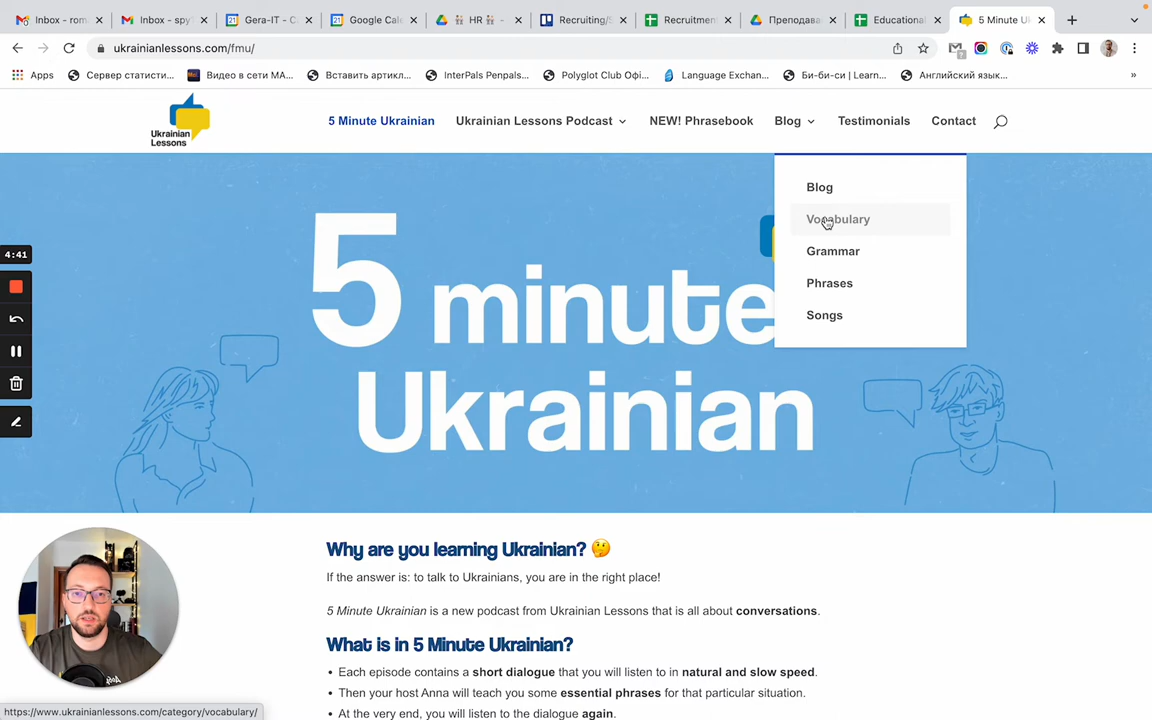 Inbox - rom
Inbox - spy
Gera-IT - C
Google Cale
HR
Recruiting/S
Recruitment
Преподава
Educational
5 Minute Uk
ukrainianlessons.com/fmu/
Apps
Сервер статисти...
Видео в сети MA...
Вставить артикл...
InterPals Penpals...
Polyglot Club Офі...
Language Exchan...
Би-би-си | Learn...
Английский язык...
»
Ukrainian
Lessons
5 Minute Ukrainian
Ukrainian Lessons Podcast
NEW! Phrasebook
Blog
Testimonials
Contact
Blog
Vocabulary
Grammar
Phrases
Songs
4:41
5 minute
Ukrainian
Why are you learning Ukrainian? 🤔
If the answer is: to talk to Ukrainians, you are in the right place!
5 Minute Ukrainian is a new podcast from Ukrainian Lessons that is all about conversations.
What is in 5 Minute Ukrainian?
• Each episode contains a short dialogue that you will listen to in natural and slow speed.
• Then your host Anna will teach you some essential phrases for that particular situation.
• At the very end, you will listen to the dialogue again.
https://www.ukrainianlessons.com/category/vocabulary/